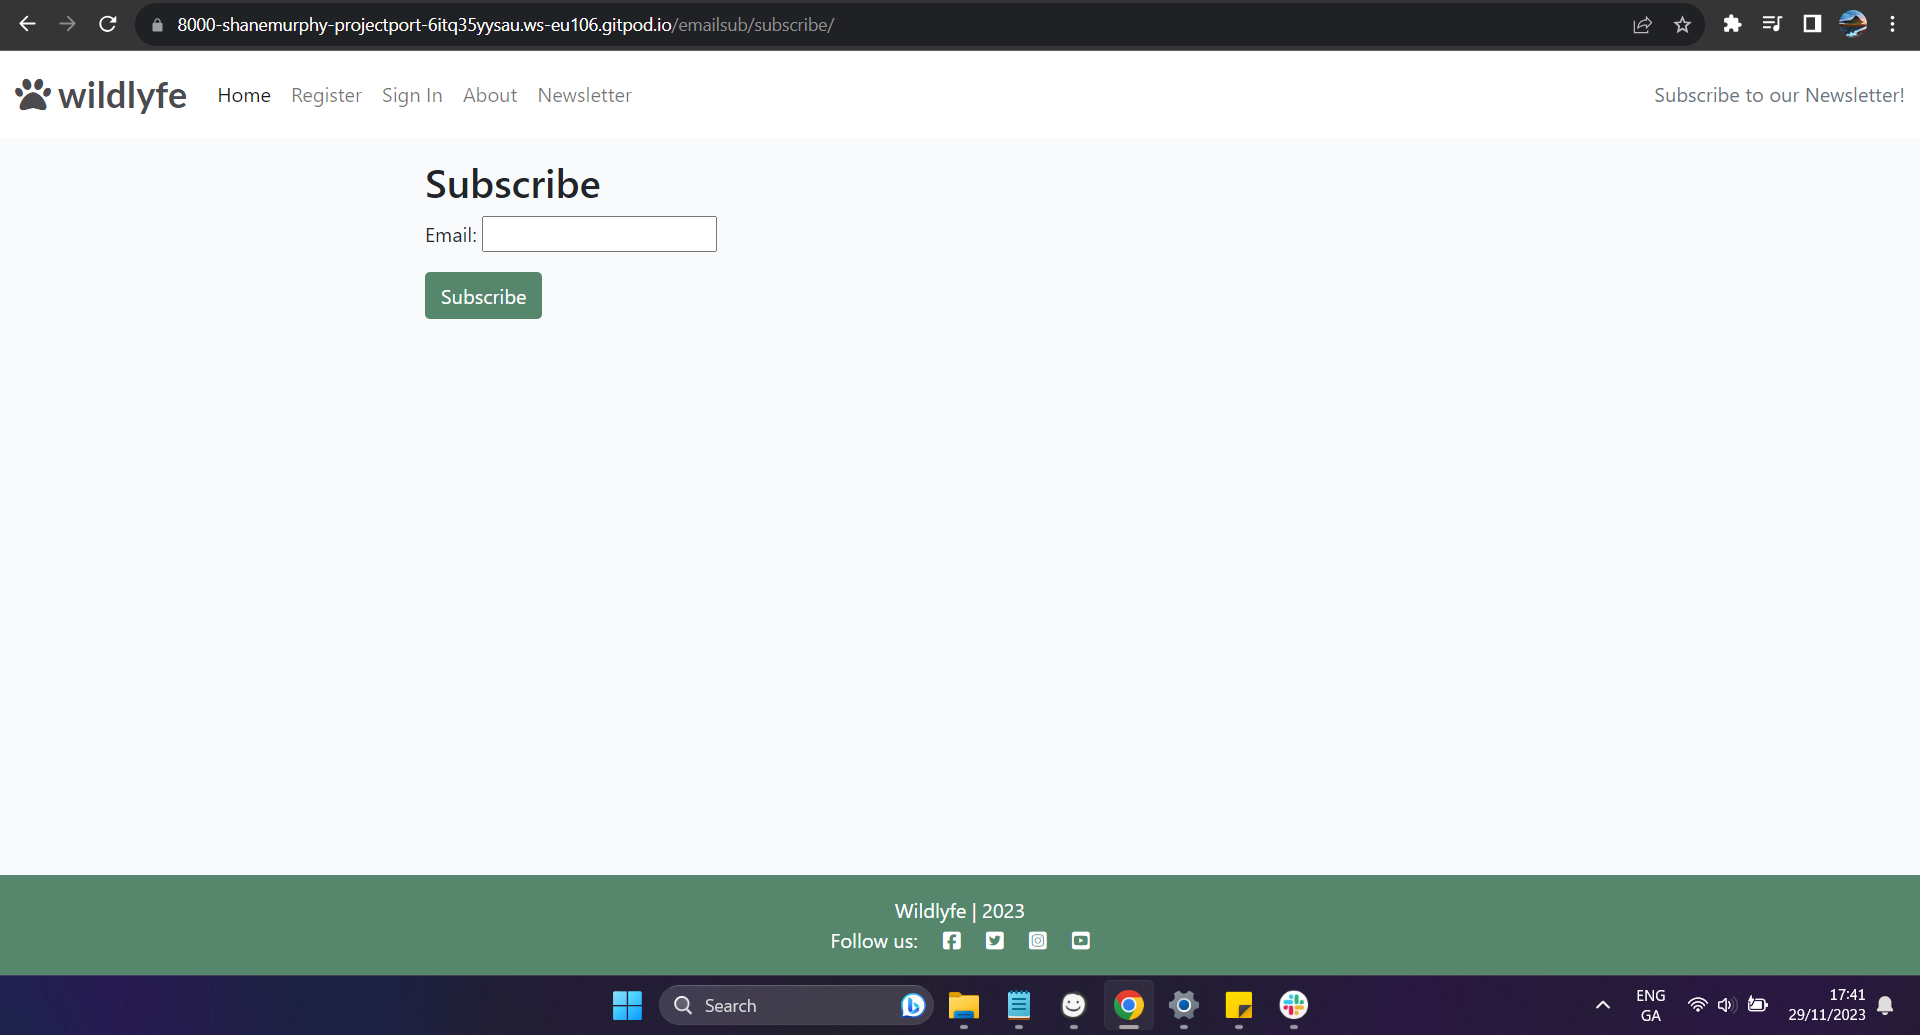 8000-shanemurphy-projectport-6itq35yysau.ws-eu106.gitpod.io/emailsub/subscribe/
wildlyfe Home Register Sign In About Newsletter Subscribe to our Newsletter!
Subscribe
Email:
Subscribe
Wildlyfe | 2023
Follow us:
Search
ENG
GA
17:41
29/11/2023